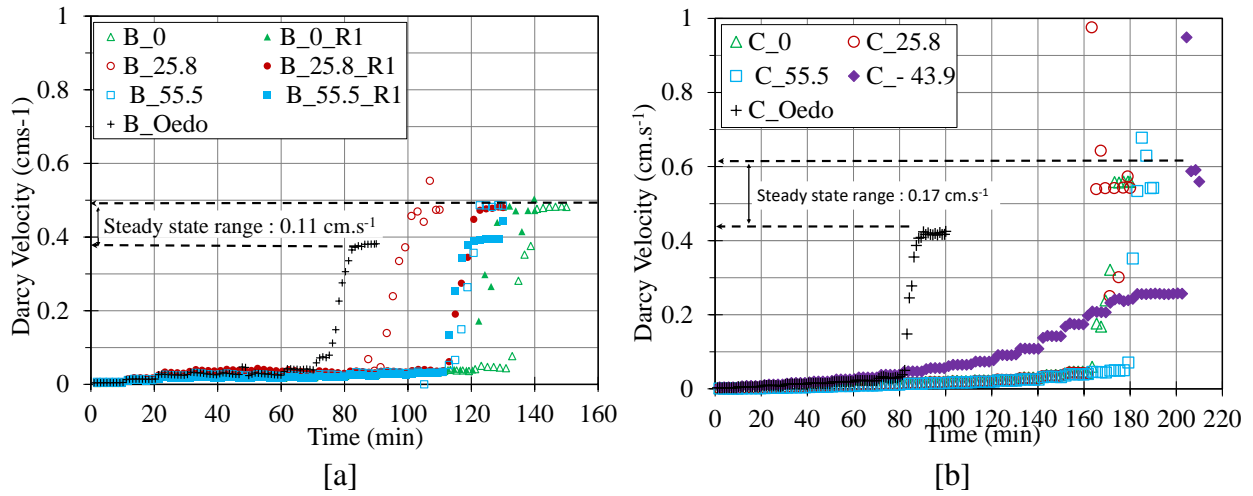 1
0.8
0.6
0.4
0.2
0
Darcy Velocity (cms-1)
B_0
B_0_R1
B_25.8
B_25.8_R1
B_55.5
B_55.5_R1
B_Oedo
Steady state range : 0.11 cm.s-1
0 20 40 60 80 100 120 140 160
Time (min)
[a]
1
0.8
0.6
0.4
0.2
0
Darcy Velocity (cm.s-1)
C_0
C_25.8
C_55.5
C_- 43.9
C_Oedo
Steady state range : 0.17 cm.s-1
0 20 40 60 80 100 120 140 160 180 200 220
Time (min)
[b]